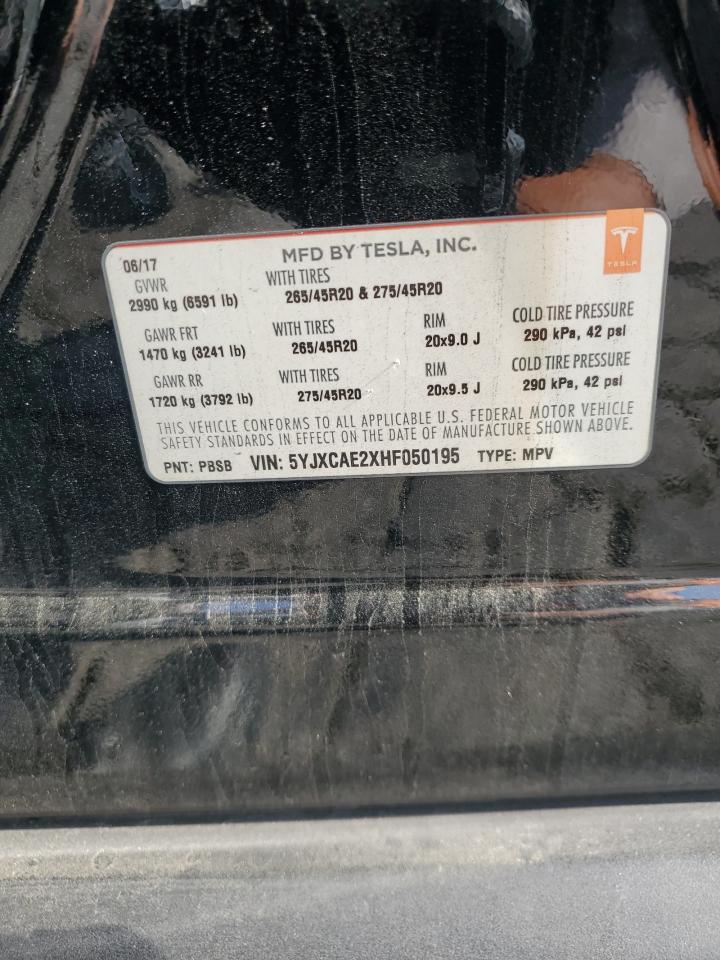 MFD BY TESLA, INC.
TESLA
06/17
GVWR WITH TIRES
2990 kg (6591 lb) 265/45R20 & 275/45R20
GAWR FRT WITH TIRES RIM COLD TIRE PRESSURE
1470 kg (3241 lb) 265/45R20 20x9.0 J 290 kPa, 42 psi
GAWR RR WITH TIRES RIM COLD TIRE PRESSURE
1720 kg (3792 lb) 275/45R20 20x9.5 J 290 kPa, 42 psi
THIS VEHICLE CONFORMS TO ALL APPLICABLE U.S. FEDERAL MOTOR VEHICLE
SAFETY STANDARDS IN EFFECT ON THE DATE OF MANUFACTURE SHOWN ABOVE.
PNT: PBSB VIN: 5YJXCAE2XHF050195 TYPE: MPV